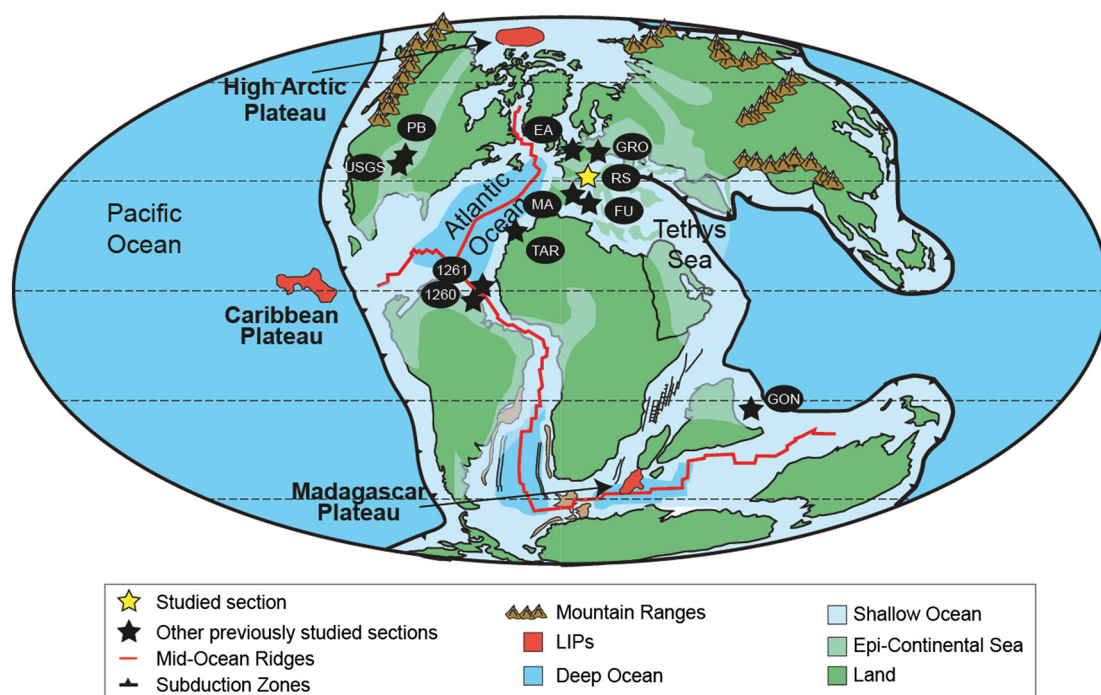 High Arctic
Plateau
PB
EA
GRO
USGS
RS
Pacific
Ocean
Atlantic
Ocean
MA
FU
Tethys
Sea
TAR
1261
1260
Caribbean
Plateau
GON
Madagascar
Plateau
Studied section
Other previously studied sections
Mid-Ocean Ridges
Subduction Zones
Mountain Ranges
LIPs
Deep Ocean
Shallow Ocean
Epi-Continental Sea
Land